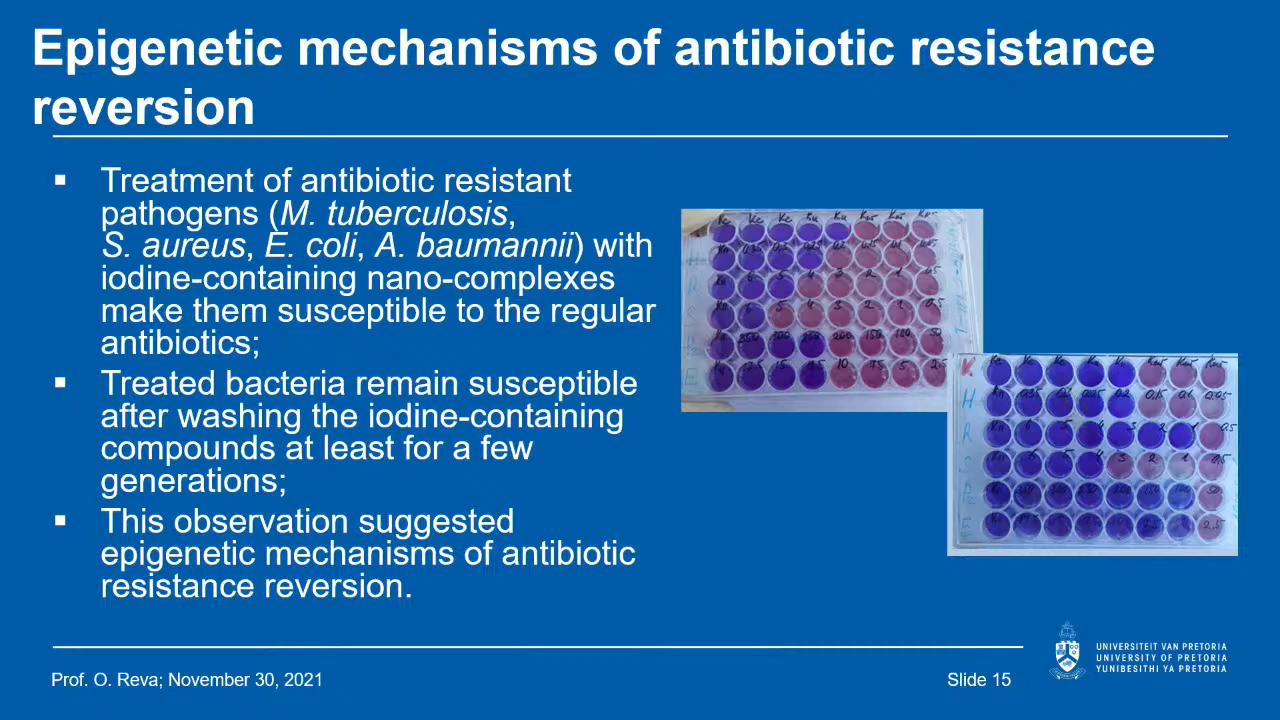 Epigenetic mechanisms of antibiotic resistance
reversion
▪ Treatment of antibiotic resistant
pathogens (M. tuberculosis,
S. aureus, E. coli, A. baumannii) with
iodine-containing nano-complexes
make them susceptible to the regular
antibiotics;
▪ Treated bacteria remain susceptible
after washing the iodine-containing
compounds at least for a few
generations;
▪ This observation suggested
epigenetic mechanisms of antibiotic
resistance reversion.
Prof. O. Reva; November 30, 2021
Slide 15
UNIVERSITEIT VAN PRETORIA
UNIVERSITY OF PRETORIA
YUNIBESITHI YA PRETORIA